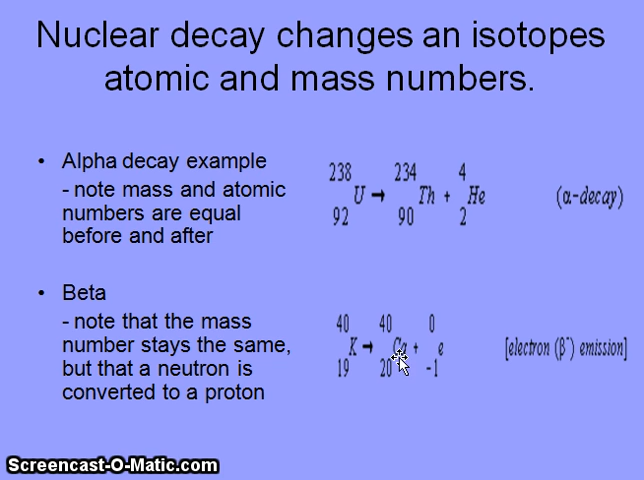 Nuclear decay changes an isotopes
atomic and mass numbers.
• Alpha decay example
- note mass and atomic
numbers are equal
before and after
238 234 4
U → Th + He (α-decay)
92 90 2
• Beta
- note that the mass
number stays the same,
but that a neutron is
converted to a proton
40 40 0
K → Ca + e [electron (β⁻) emission]
19 20 -1
Screencast-O-Matic.com